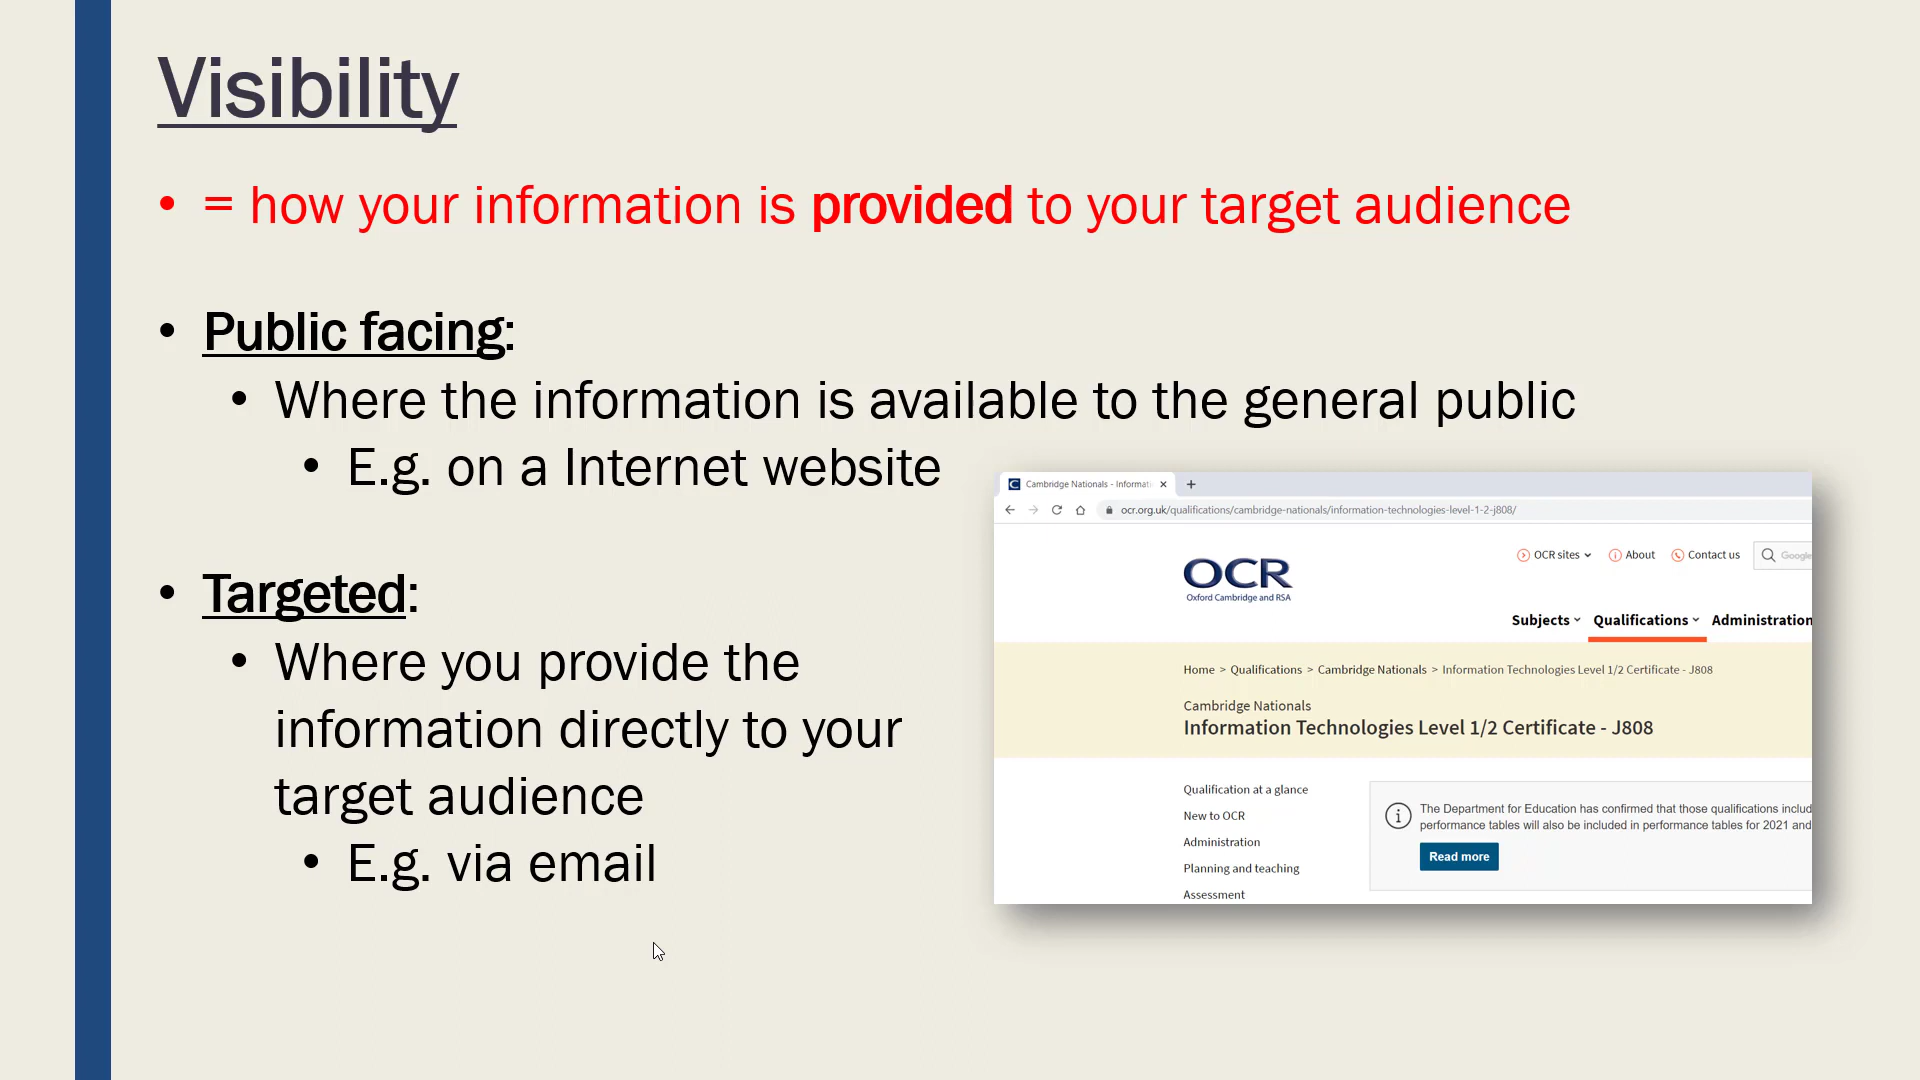 Visibility
• = how your information is provided to your target audience
• Public facing:
• Where the information is available to the general public
• E.g. on a Internet website
• Targeted:
• Where you provide the
information directly to your
target audience
• E.g. via email
Cambridge Nationals - Informati
ocr.org.uk/qualifications/cambridge-nationals/information-technologies-level-1-2-j808/
OCR sites About Contact us Google
OCR
Oxford Cambridge and RSA
Subjects Qualifications Administration
Home > Qualifications > Cambridge Nationals > Information Technologies Level 1/2 Certificate - J808
Cambridge Nationals
Information Technologies Level 1/2 Certificate - J808
Qualification at a glance
New to OCR
Administration
Planning and teaching
Assessment
The Department for Education has confirmed that those qualifications includ
performance tables will also be included in performance tables for 2021 and
Read more